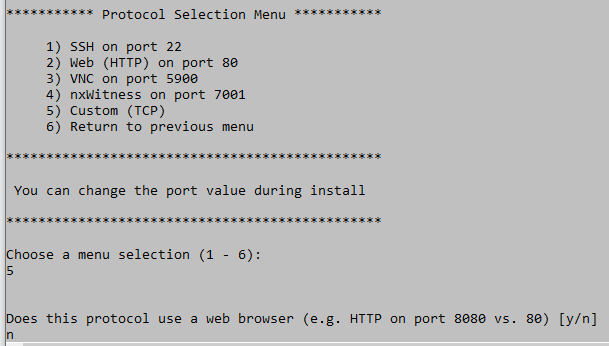 *********** Protocol Selection Menu ***********
1) SSH on port 22
2) Web (HTTP) on port 80
3) VNC on port 5900
4) nxWitness on port 7001
5) Custom (TCP)
6) Return to previous menu
***********************************************
You can change the port value during install
***********************************************
Choose a menu selection (1 - 6):
5
Does this protocol use a web browser (e.g. HTTP on port 8080 vs. 80) [y/n]
n